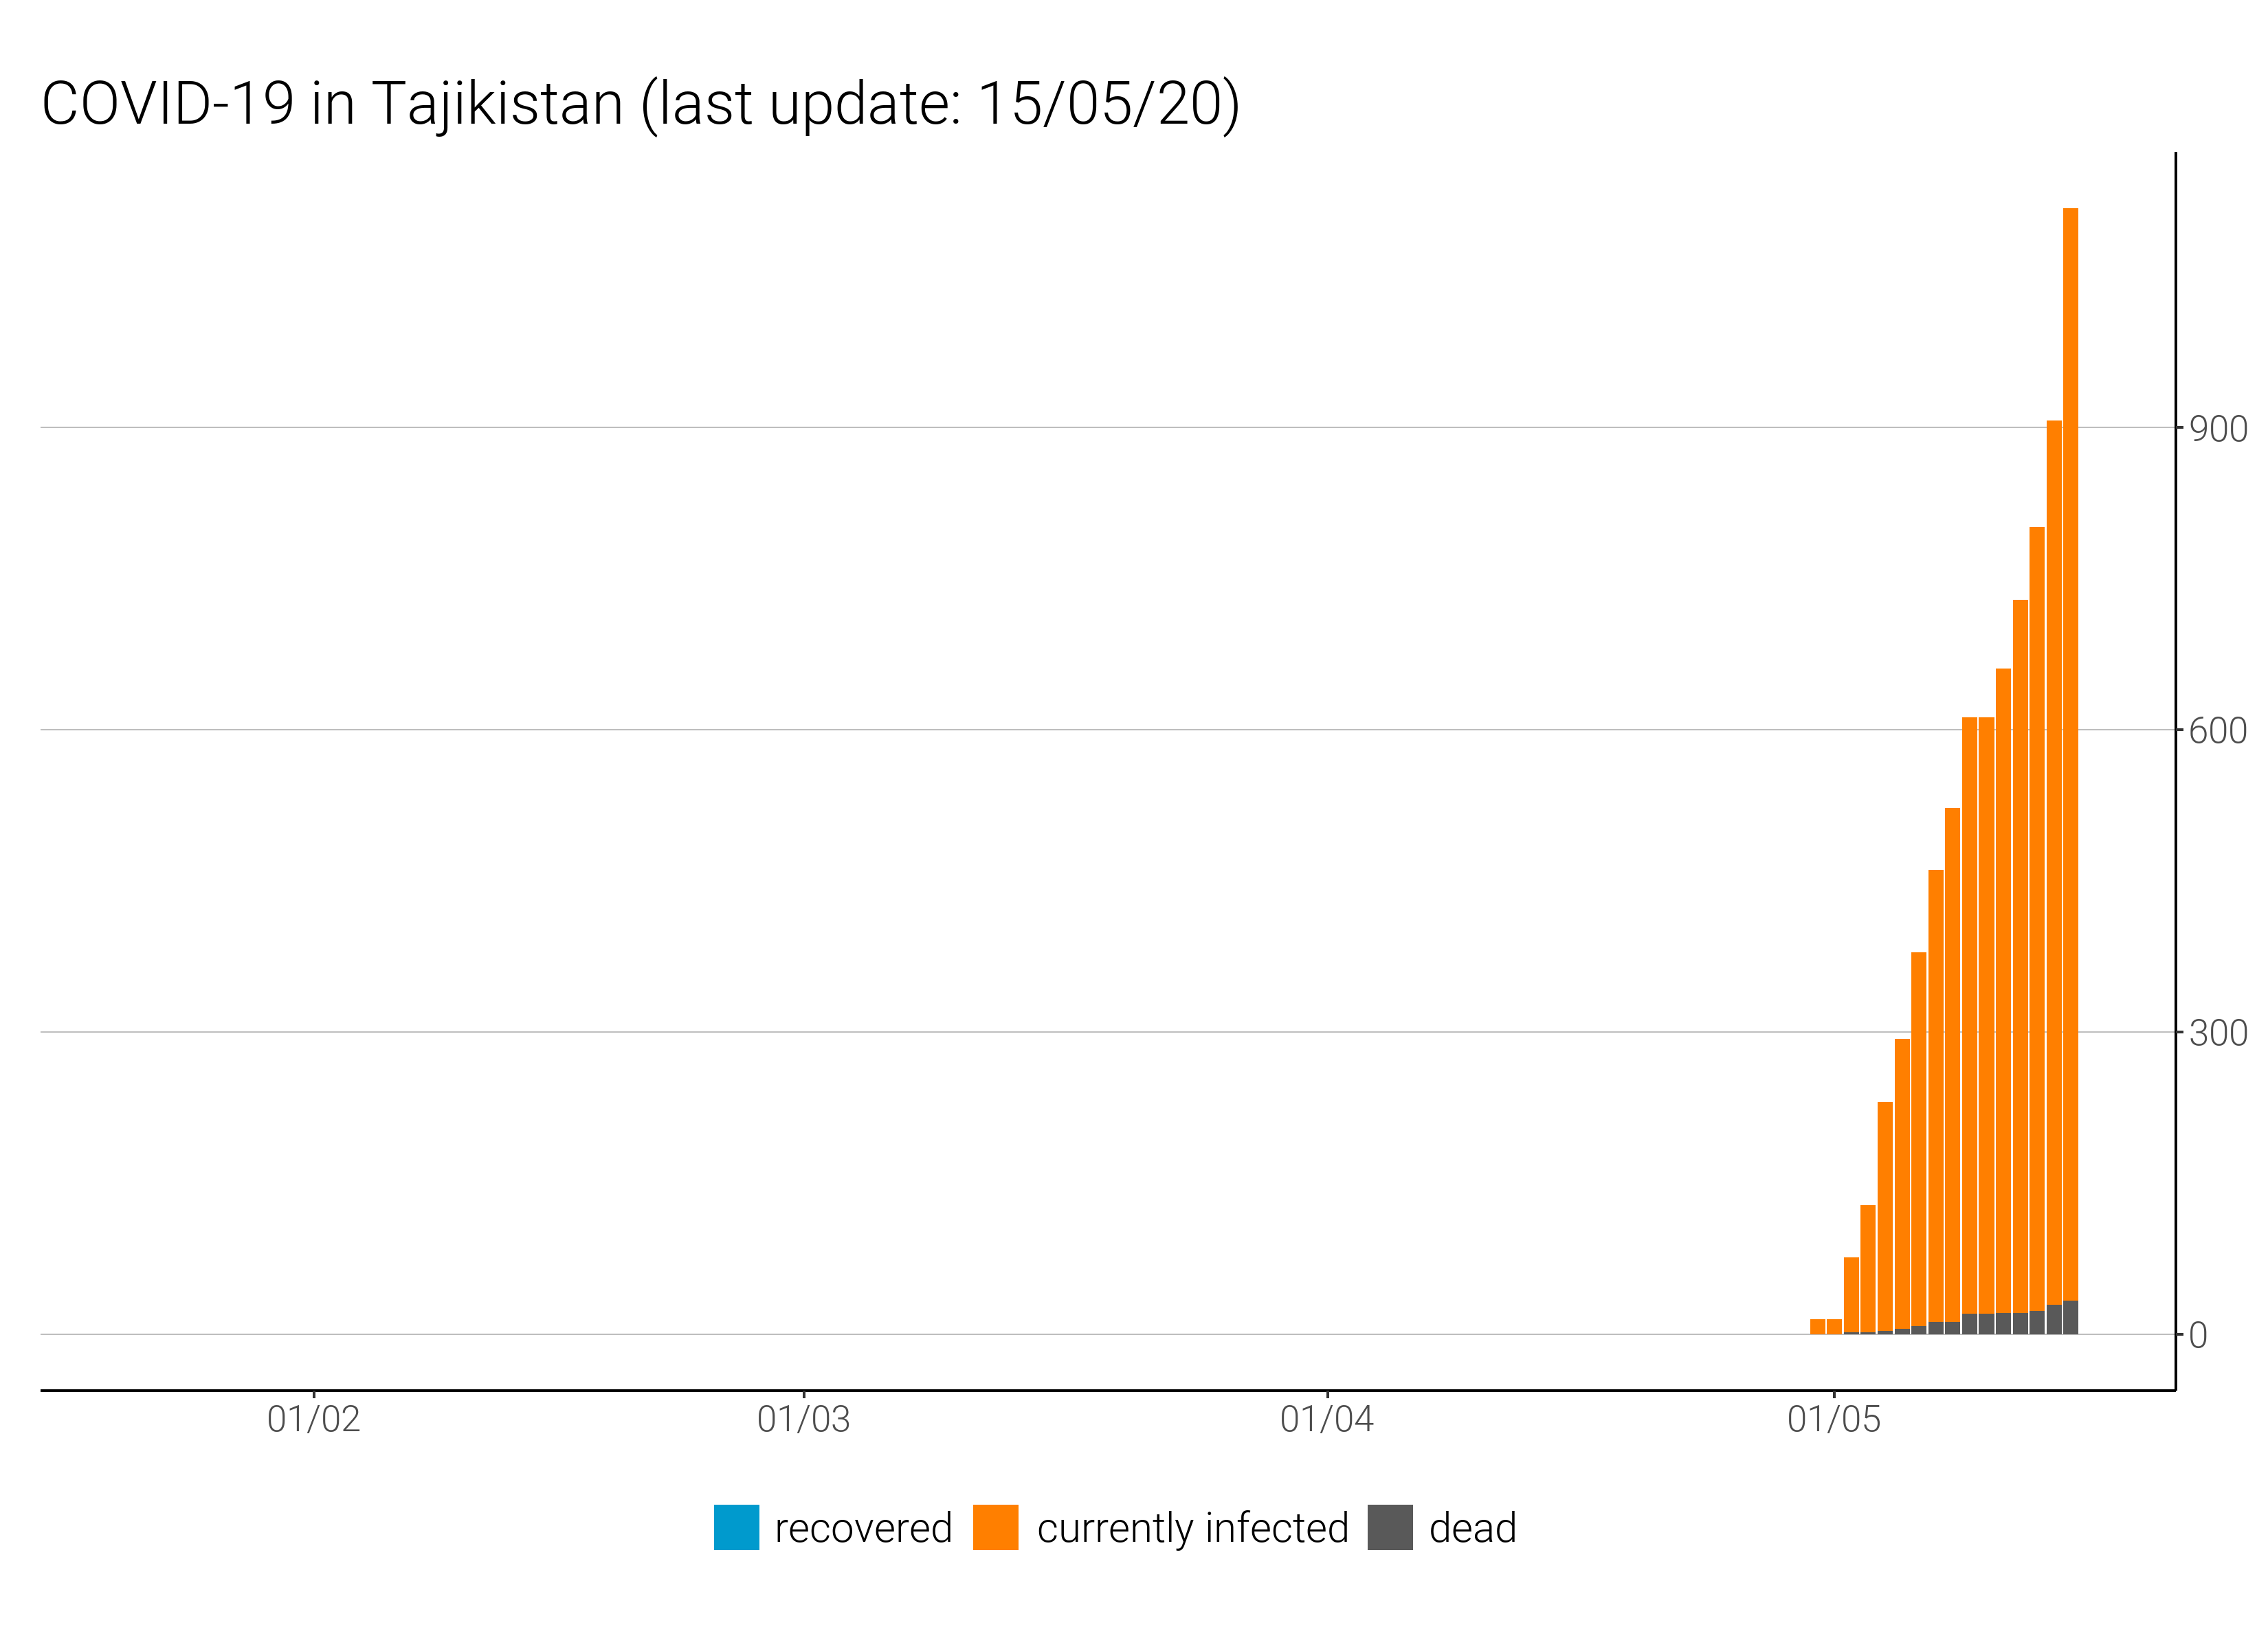 COVID-19 in Tajikistan (last update: 15/05/20)
900
600
300
0
01/02 01/03 01/04 01/05
recovered currently infected dead